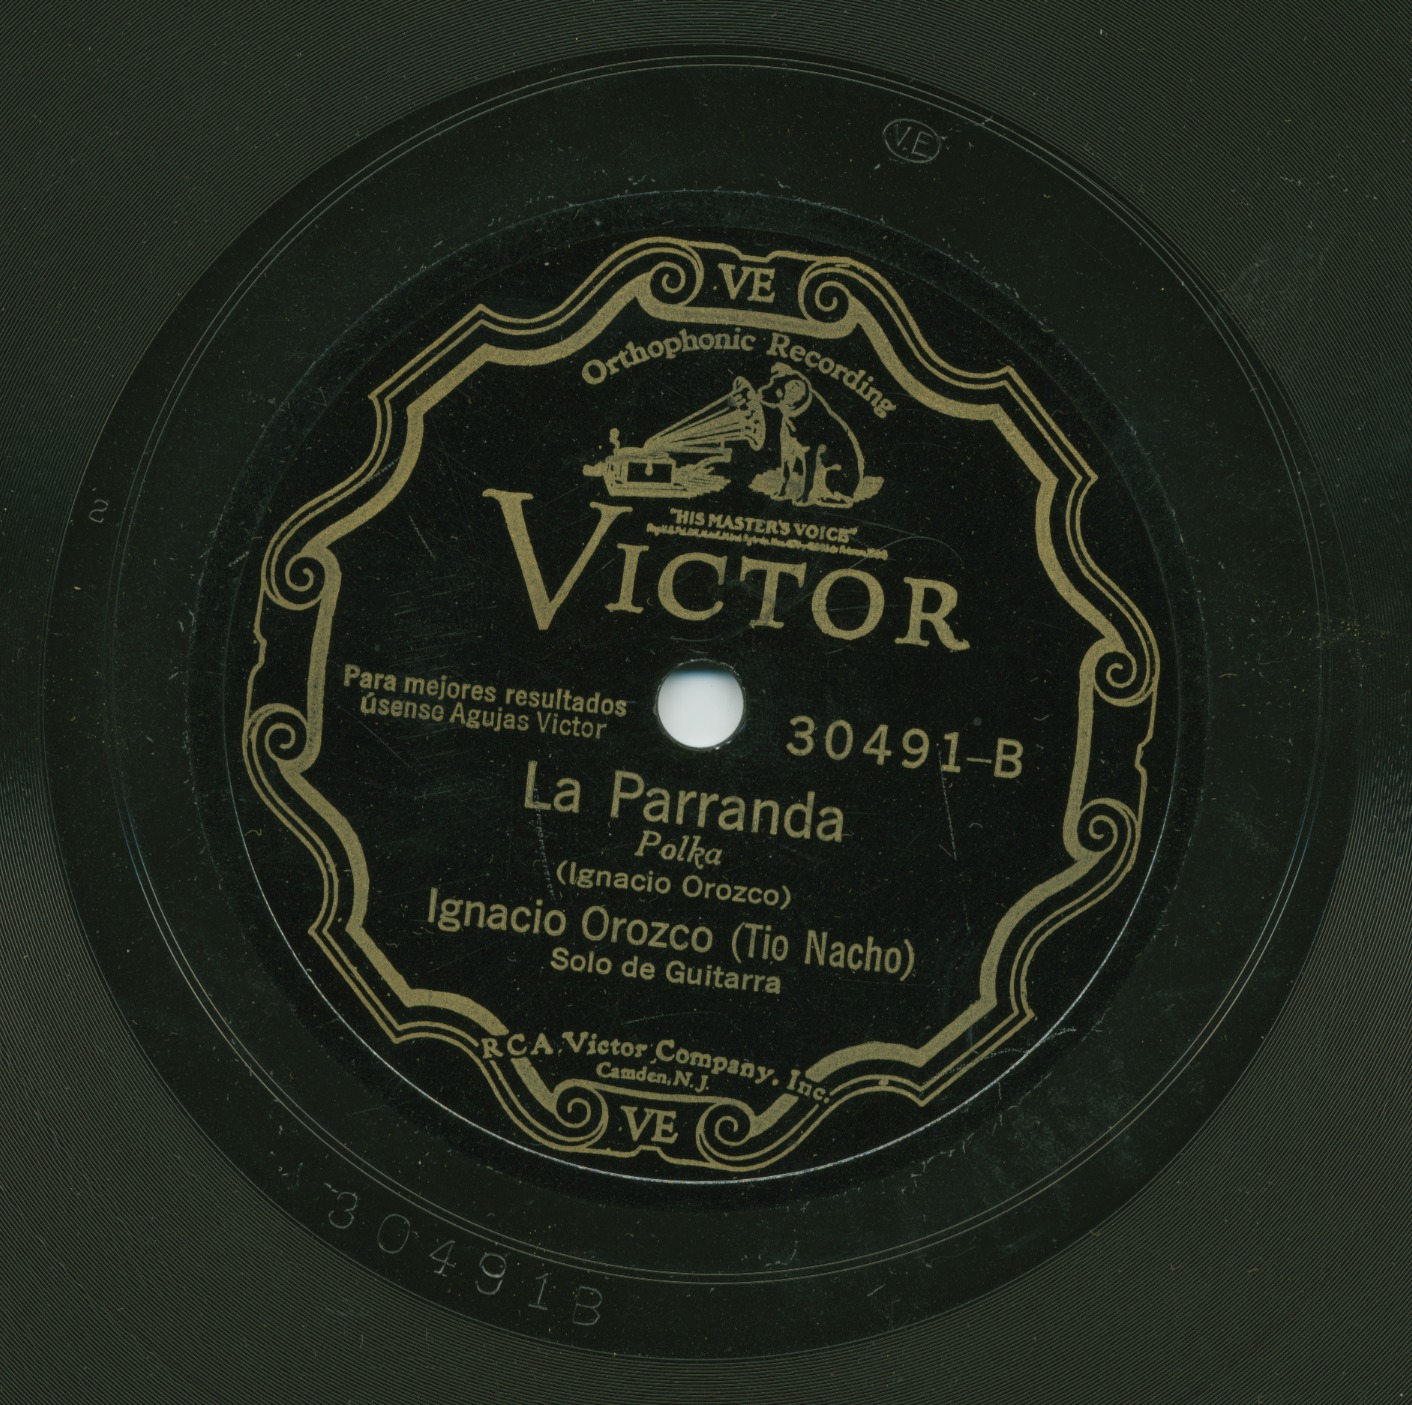 V.E
VE
Orthophonic Recording
"HIS MASTER'S VOICE"
VICTOR
Para mejores resultados
úsense Agujas Victor
30491-B
La Parranda
Polka
(Ignacio Orozco)
Ignacio Orozco (Tio Nacho)
Solo de Guitarra
RCA Victor Company, Inc.
Camden, N. J.
VE
2
30491B